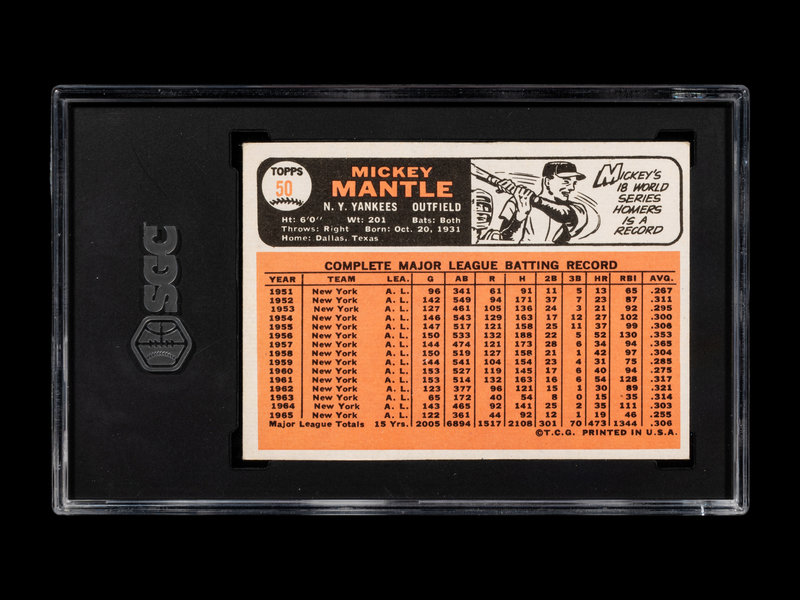 SGC
TOPPS
50
MICKEY
MANTLE
N. Y. YANKEES OUTFIELD
Ht: 6'0" Wt: 201 Bats: Both
Throws: Right Born: Oct. 20, 1931
Home: Dallas, Texas
MICKEY'S
18 WORLD
SERIES
HOMERS
IS A
RECORD
COMPLETE MAJOR LEAGUE BATTING RECORD
YEAR TEAM LEA. G AB R H 2B 3B HR RBI AVG.
1951 New York A. L. 96 341 61 91 11 5 13 65 .267
1952 New York A. L. 142 549 94 171 37 7 23 87 .311
1953 New York A. L. 127 461 105 136 24 3 21 92 .295
1954 New York A. L. 146 543 129 163 17 12 27 102 .300
1955 New York A. L. 147 517 121 158 25 11 37 99 .306
1956 New York A. L. 150 533 132 188 22 5 52 130 .353
1957 New York A. L. 144 474 121 173 28 6 34 94 .365
1958 New York A. L. 150 519 127 158 21 1 42 97 .304
1959 New York A. L. 144 541 104 154 23 4 31 75 .285
1960 New York A. L. 153 527 119 145 17 6 40 94 .275
1961 New York A. L. 153 514 132 163 16 6 54 128 .317
1962 New York A. L. 123 377 96 121 15 1 30 89 .321
1963 New York A. L. 65 172 40 54 8 0 15 35 .314
1964 New York A. L. 143 465 92 141 25 2 35 111 .303
1965 New York A. L. 122 361 44 92 12 1 19 46 .255
Major League Totals 15 Yrs. 2005 6894 1517 2108 301 70 473 1344 .306
©T.C.G. PRINTED IN U.S.A.